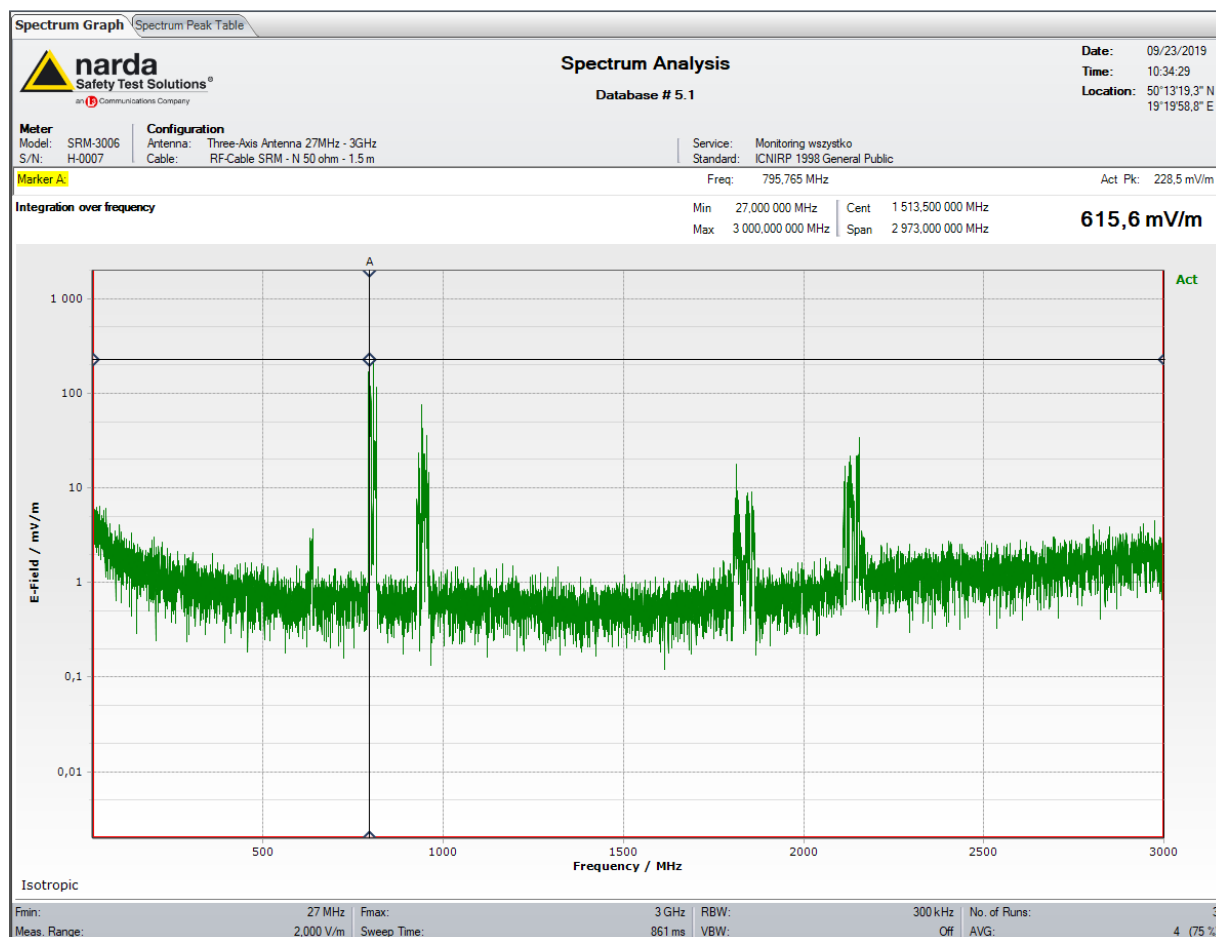 Spectrum Graph Spectrum Peak Table
narda
Safety Test Solutions®
an L3 Communications Company
Spectrum Analysis
Database # 5.1
Date: 09/23/2019
Time: 10:34:29
Location: 50°13'19,3" N
19°19'58,8" E
Meter
Model: SRM-3006
S/N: H-0007
Configuration
Antenna: Three-Axis Antenna 27MHz - 3GHz
Cable: RF-Cable SRM - N 50 ohm - 1.5 m
Service: Monitoring wszystko
Standard: ICNIRP 1998 General Public
Marker A: Freq: 795,765 MHz Act Pk: 228,5 mV/m
Integration over frequency
Min 27,000 000 MHz Cent 1 513,500 000 MHz
Max 3 000,000 000 MHz Span 2 973,000 000 MHz
615,6 mV/m
A
Act
1 000
100
10
1
0,1
0,01
E-Field / mV/m
500 1000 1500 2000 2500 3000
Frequency / MHz
Isotropic
Fmin: 27 MHz Fmax: 3 GHz RBW: 300 kHz No. of Runs: 3
Meas. Range: 2,000 V/m Sweep Time: 861 ms VBW: Off AVG: 4 (75 %